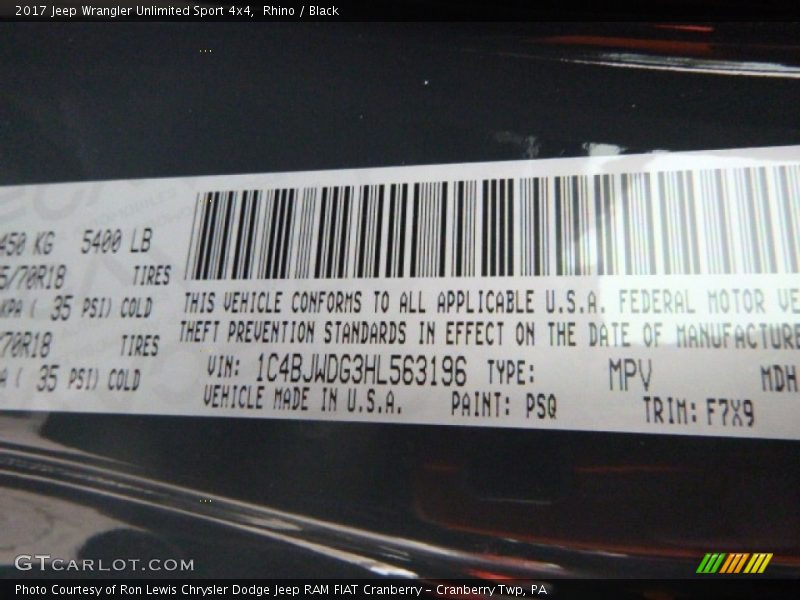 2017 Jeep Wrangler Unlimited Sport 4x4,  Rhino / Black
450 KG 5400 LB
5/70R18 TIRES
KPA ( 35 PSI) COLD
/70R18 TIRES
A ( 35 PSI) COLD
THIS VEHICLE CONFORMS TO ALL APPLICABLE U.S.A. FEDERAL MOTOR VE
THEFT PREVENTION STANDARDS IN EFFECT ON THE DATE OF MANUFACTURE
VIN: 1C4BJWDG3HL563196 TYPE: MPV MDH
VEHICLE MADE IN U.S.A. PAINT: PSQ TRIM: F7X9
GTCARLOT.COM
Photo Courtesy of Ron Lewis Chrysler Dodge Jeep RAM FIAT Cranberry – Cranberry Twp, PA